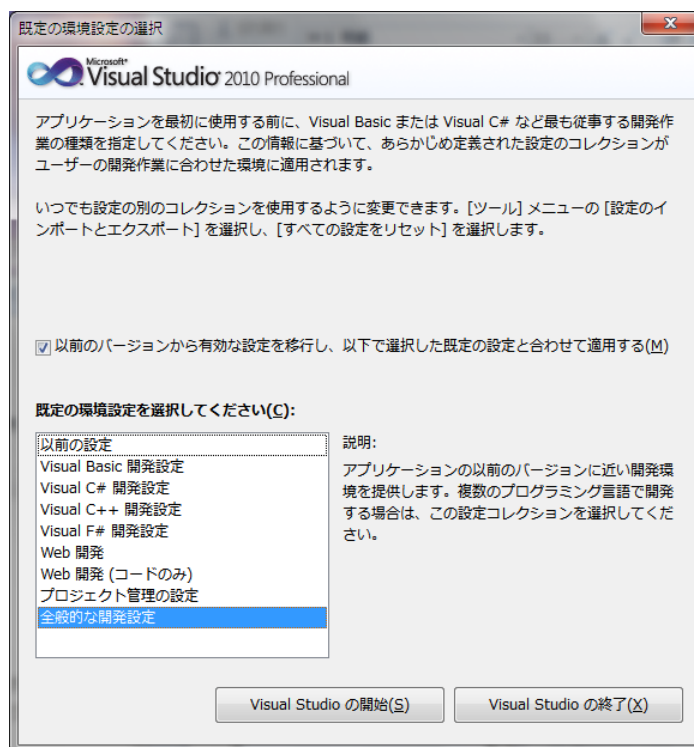 既定の環境設定の選択
Microsoft®
Visual Studio® 2010 Professional
アプリケーションを最初に使用する前に、Visual Basic または Visual C# など最も従事する開発作
業の種類を指定してください。この情報に基づいて、あらかじめ定義された設定のコレクションが
ユーザーの開発作業に合わせた環境に適用されます。
いつでも設定の別のコレクションを使用するように変更できます。[ツール] メニューの [設定のイ
ンポートとエクスポート] を選択し、[すべての設定をリセット] を選択します。
以前のバージョンから有効な設定を移行し、以下で選択した既定の設定と合わせて適用する(M)
既定の環境設定を選択してください(C):
以前の設定
Visual Basic 開発設定
Visual C# 開発設定
Visual C++ 開発設定
Visual F# 開発設定
Web 開発
Web 開発 (コードのみ)
プロジェクト管理の設定
全般的な開発設定
説明:
アプリケーションの以前のバージョンに近い開発環
境を提供します。複数のプログラミング言語で開発
する場合は、この設定コレクションを選択してくだ
さい。
Visual Studio の開始(S)
Visual Studio の終了(X)